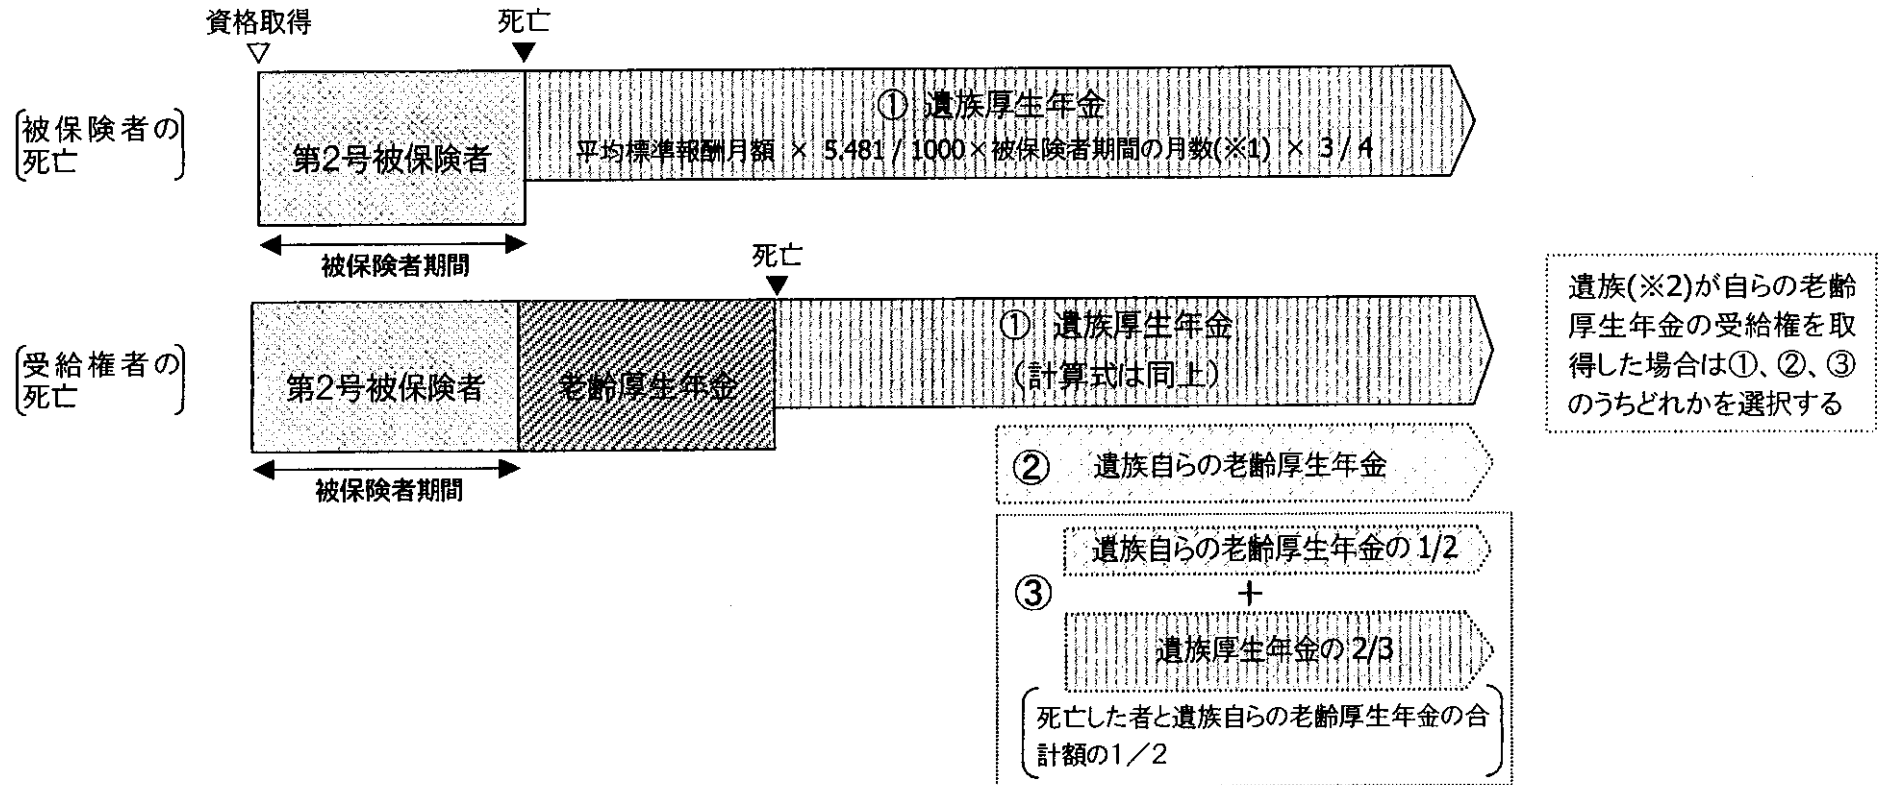 資格取得
死亡
被保険者の
死亡
第2号被保険者
① 遺族厚生年金
平均標準報酬月額 × 5.481 / 1000×被保険者期間の月数(※1) × 3 / 4
被保険者期間
死亡
受給権者の
死亡
第2号被保険者
老齢厚生年金
① 遺族厚生年金
(計算式は同上)
被保険者期間
遺族(※2)が自らの老齢
厚生年金の受給権を取
得した場合は①、②、③
のうちどれかを選択する
② 遺族自らの老齢厚生年金
遺族自らの老齢厚生年金の 1/2
③
+
遺族厚生年金の 2/3
死亡した者と遺族自らの老齢厚生年金の合
計額の1／2